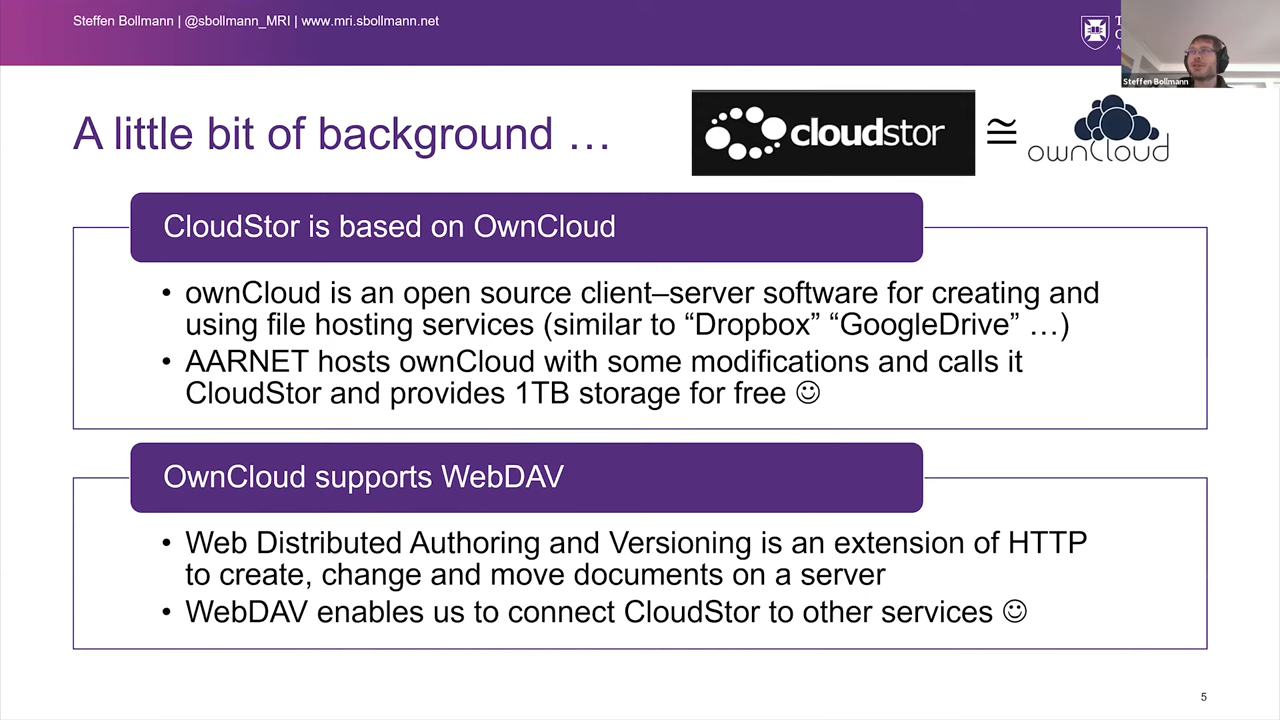 Steffen Bollmann | @sbollmann_MRI | www.mri.sbollmann.net
Steffen Bollmann
A little bit of background …
cloudstor
≅
ownCloud
CloudStor is based on OwnCloud
• ownCloud is an open source client–server software for creating and
using file hosting services (similar to “Dropbox” “GoogleDrive” …)
• AARNET hosts ownCloud with some modifications and calls it
CloudStor and provides 1TB storage for free ☺
OwnCloud supports WebDAV
• Web Distributed Authoring and Versioning is an extension of HTTP
to create, change and move documents on a server
• WebDAV enables us to connect CloudStor to other services ☺
5